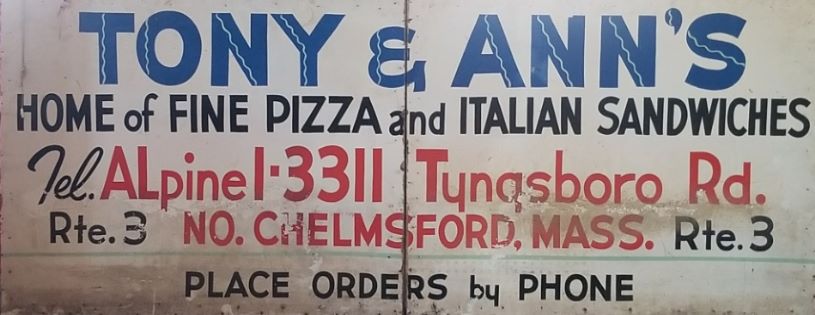 TONY & ANN'S
HOME of FINE PIZZA and ITALIAN SANDWICHES
Tel. ALpine 1-3311 Tyngsboro Rd.
Rte. 3 NO. CHELMSFORD, MASS. Rte. 3
PLACE ORDERS by PHONE